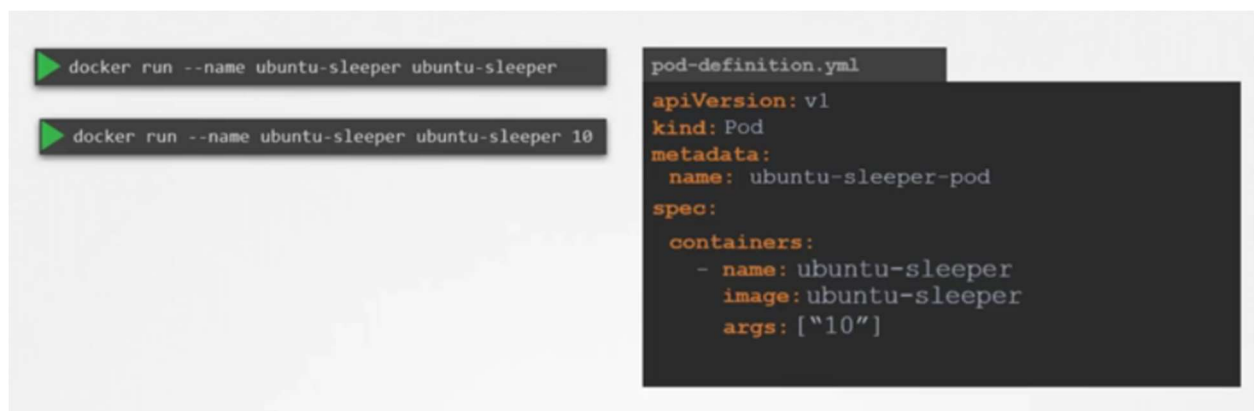 docker run --name ubuntu-sleeper ubuntu-sleeper
docker run --name ubuntu-sleeper ubuntu-sleeper 10
pod-definition.yml
apiVersion: v1
kind: Pod
metadata:
name: ubuntu-sleeper-pod
spec:
containers:
- name: ubuntu-sleeper
image: ubuntu-sleeper
args: [“10”]